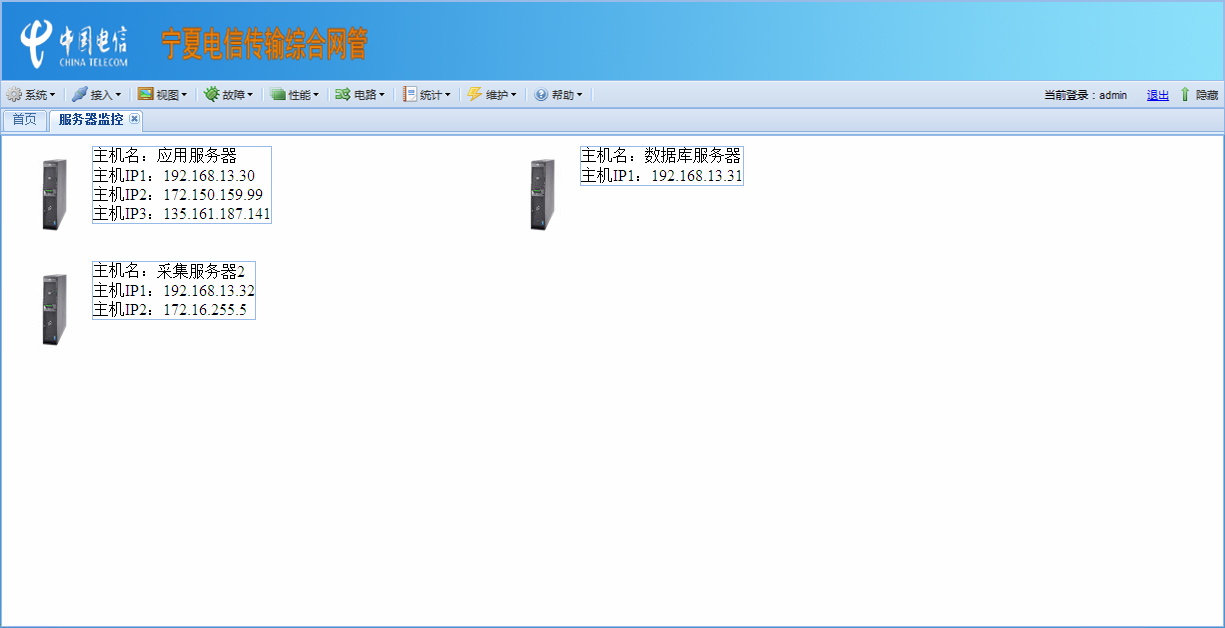 中国电信
CHINA TELECOM
宁夏电信传输综合网管
系统 接入 视图 故障 性能 电路 统计 维护 帮助 当前登录：admin 退出 隐藏
首页 服务器监控
主机名：应用服务器
主机IP1：192.168.13.30
主机IP2：172.150.159.99
主机IP3：135.161.187.141
主机名：数据库服务器
主机IP1：192.168.13.31
主机名：采集服务器2
主机IP1：192.168.13.32
主机IP2：172.16.255.5